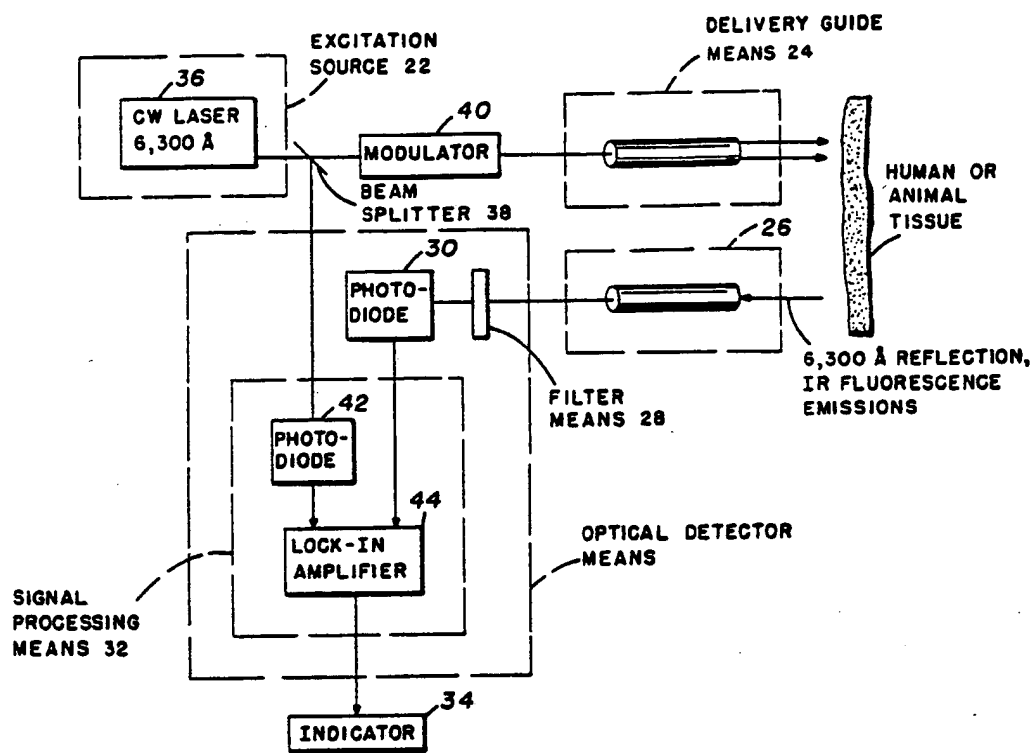 EXCITATION
SOURCE 22
DELIVERY GUIDE
MEANS 24
36
CW LASER
6,300 Å
40
MODULATOR
BEAM
SPLITTER 38
HUMAN OR
ANIMAL
TISSUE
30
PHOTO-
DIODE
26
6,300 Å REFLECTION,
IR FLUORESCENCE
EMISSIONS
FILTER
MEANS 28
42
PHOTO-
DIODE
44
LOCK-IN
AMPLIFIER
OPTICAL DETECTOR
MEANS
SIGNAL
PROCESSING
MEANS 32
34
INDICATOR